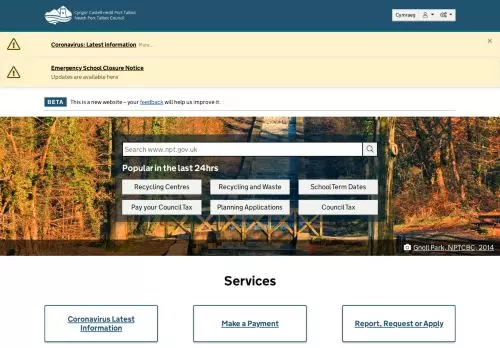 Cyngor Castell-nedd Port Talbot
Neath Port Talbot Council
Cymraeg
Coronavirus: Latest Information More...
×
Emergency School Closure Notice
Updates are available here
BETA This is a new website – your feedback will help us improve it.
Search www.npt.gov.uk
Popular in the last 24hrs
Recycling Centres
Recycling and Waste
School Term Dates
Pay your Council Tax
Planning Applications
Council Tax
Gnoll Park, NPTCBC, 2014
Services
Coronavirus Latest
Information
Make a Payment
Report, Request or Apply